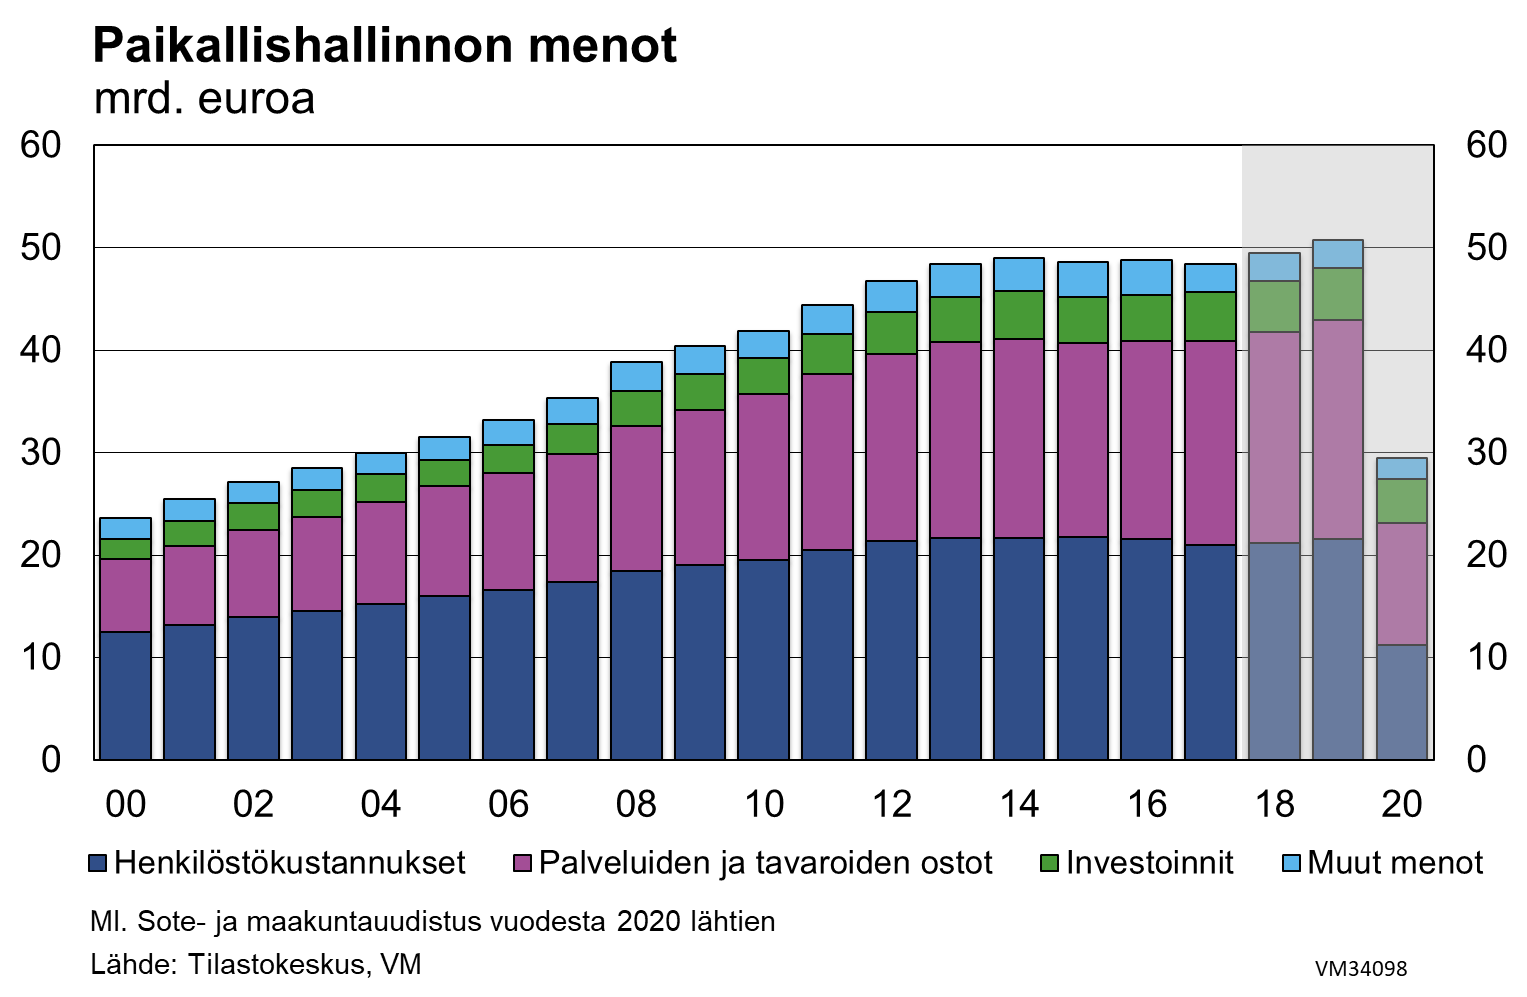 Paikallishallinnon menot
mrd. euroa
60 60
50 50
40 40
30 30
20 20
10 10
0 0
00 02 04 06 08 10 12 14 16 18 20
Henkilöstökustannukset Palveluiden ja tavaroiden ostot Investoinnit Muut menot
Ml. Sote- ja maakuntauudistus vuodesta 2020 lähtien
Lähde: Tilastokeskus, VM VM34098